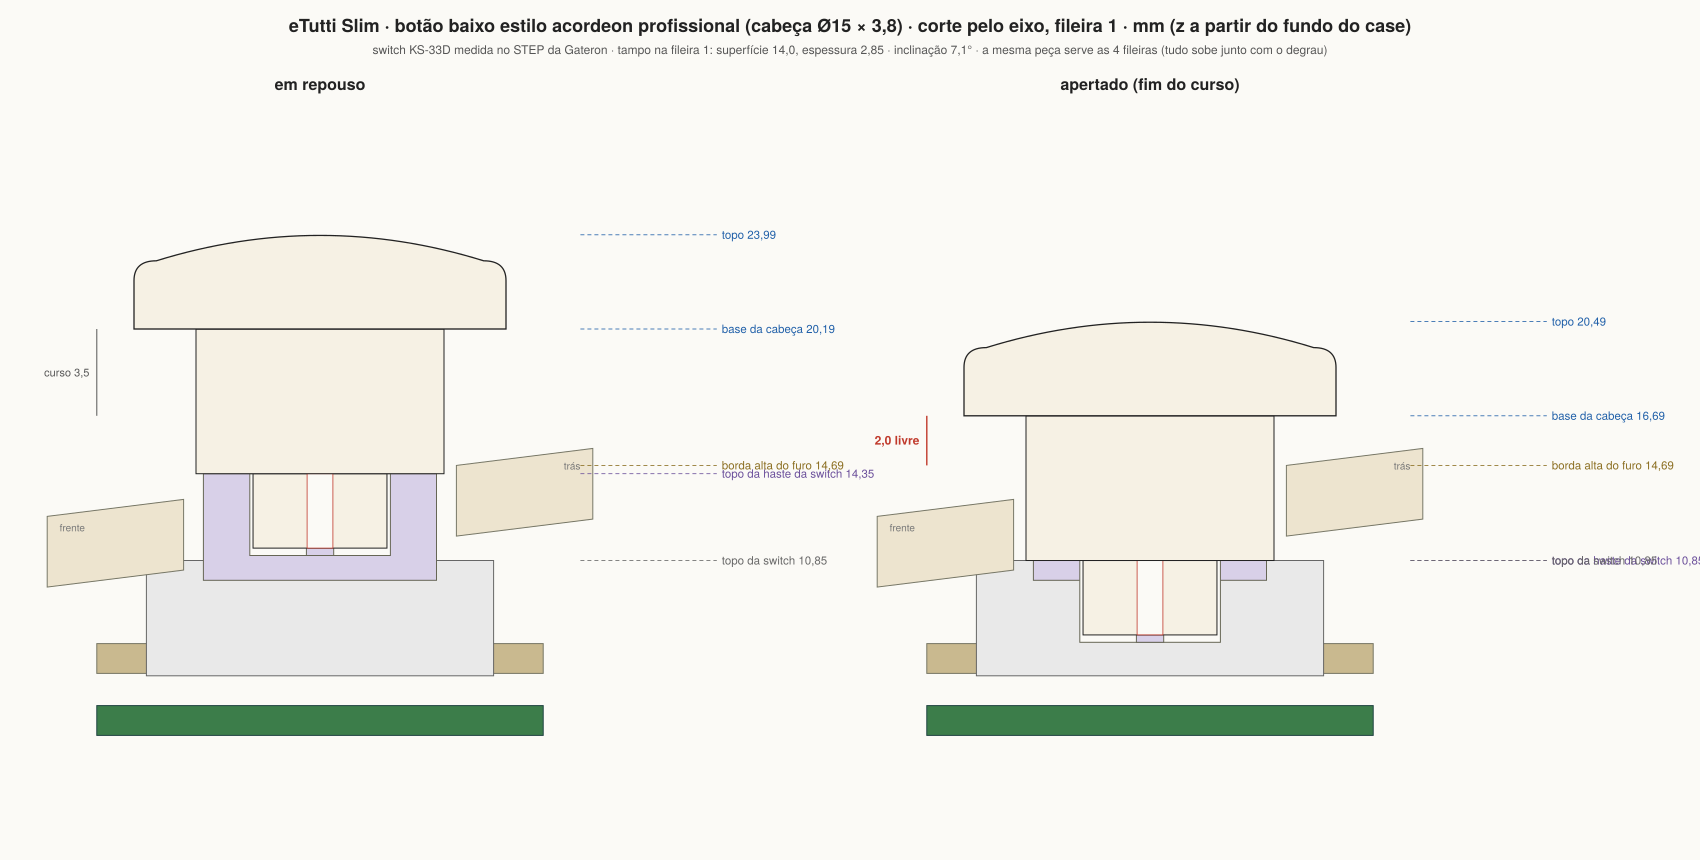 eTutti Slim · botão baixo estilo acordeon profissional (cabeça Ø15 × 3,8) · corte pelo eixo, fileira 1 · mm (z a partir do fundo do case)
switch KS-33D medida no STEP da Gateron · tampo na fileira 1: superfície 14,0, espessura 2,85 · inclinação 7,1° · a mesma peça serve as 4 fileiras (tudo sobe junto com o degrau)
em repouso
topo 23,99
base da cabeça 20,19
curso 3,5
trás
borda alta do furo 14,69
topo da haste da switch 14,35
frente
topo da switch 10,85
apertado (fim do curso)
topo 20,49
base da cabeça 16,69
2,0 livre
trás
borda alta do furo 14,69
frente
topo da switch 10,85